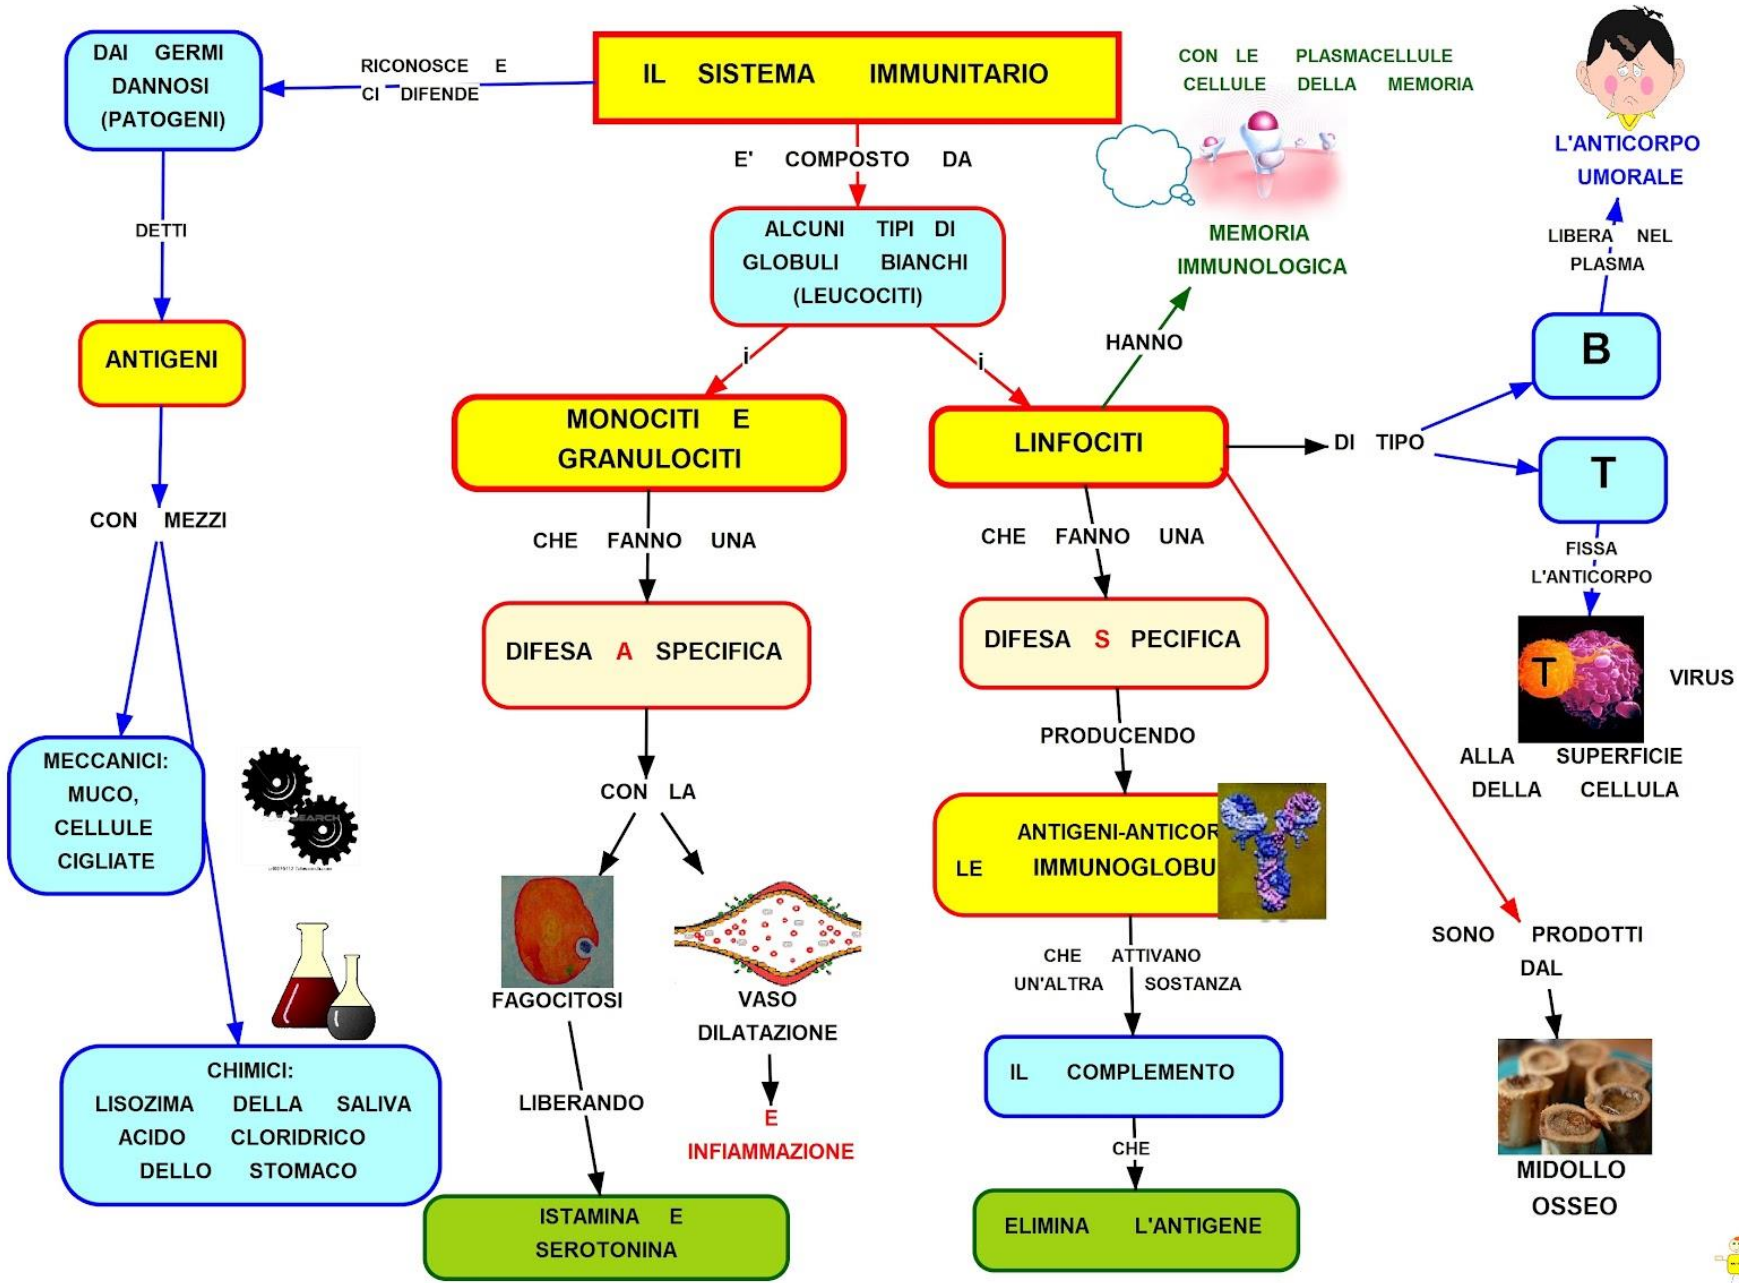 IL SISTEMA IMMUNITARIO
RICONOSCE E
CI DIFENDE
DAI GERMI
DANNOSI
(PATOGENI)
DETTI
ANTIGENI
CON MEZZI
MECCANICI:
MUCO,
CELLULE
CIGLIATE
CHIMICI:
LISOZIMA DELLA SALIVA
ACIDO CLORIDRICO
DELLO STOMACO
E' COMPOSTO DA
ALCUNI TIPI DI
GLOBULI BIANCHI
(LEUCOCITI)
i
i
MONOCITI E
GRANULOCITI
CHE FANNO UNA
DIFESA A SPECIFICA
CON LA
FAGOCITOSI
LIBERANDO
ISTAMINA E
SEROTONINA
VASO
DILATAZIONE
E
INFIAMMAZIONE
LINFOCITI
HANNO
MEMORIA
IMMUNOLOGICA
CON LE PLASMACELLULE
CELLULE DELLA MEMORIA
CHE FANNO UNA
DIFESA S PECIFICA
PRODUCENDO
ANTIGENI-ANTICOR
LE IMMUNOGLOBU
CHE ATTIVANO
UN'ALTRA SOSTANZA
IL COMPLEMENTO
CHE
ELIMINA L'ANTIGENE
DI TIPO
B
LIBERA NEL
PLASMA
L'ANTICORPO
UMORALE
T
FISSA
L'ANTICORPO
T
VIRUS
ALLA SUPERFICIE
DELLA CELLULA
SONO PRODOTTI
DAL
MIDOLLO
OSSEO